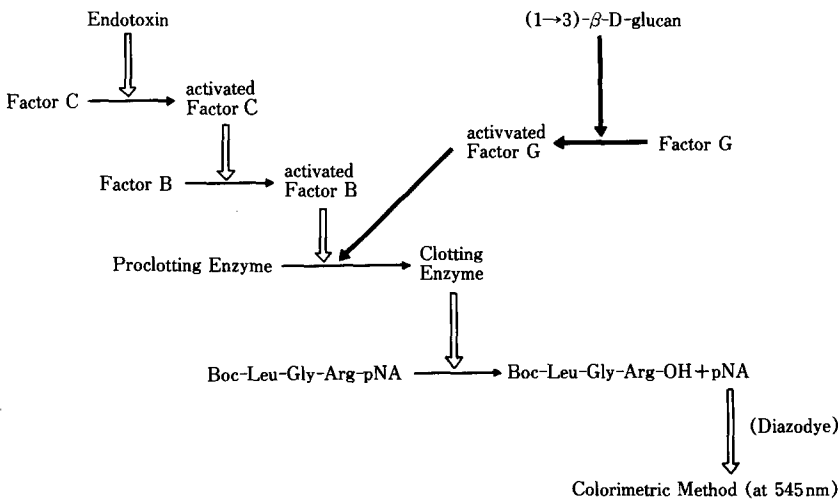 Endotoxin
(1→3)-β-D-glucan
Factor C
activated
Factor C
activvated
Factor G
Factor G
Factor B
activated
Factor B
Proclotting Enzyme
Clotting
Enzyme
Boc-Leu-Gly-Arg-pNA
Boc-Leu-Gly-Arg-OH+pNA
(Diazodye)
Colorimetric Method (at 545nm)